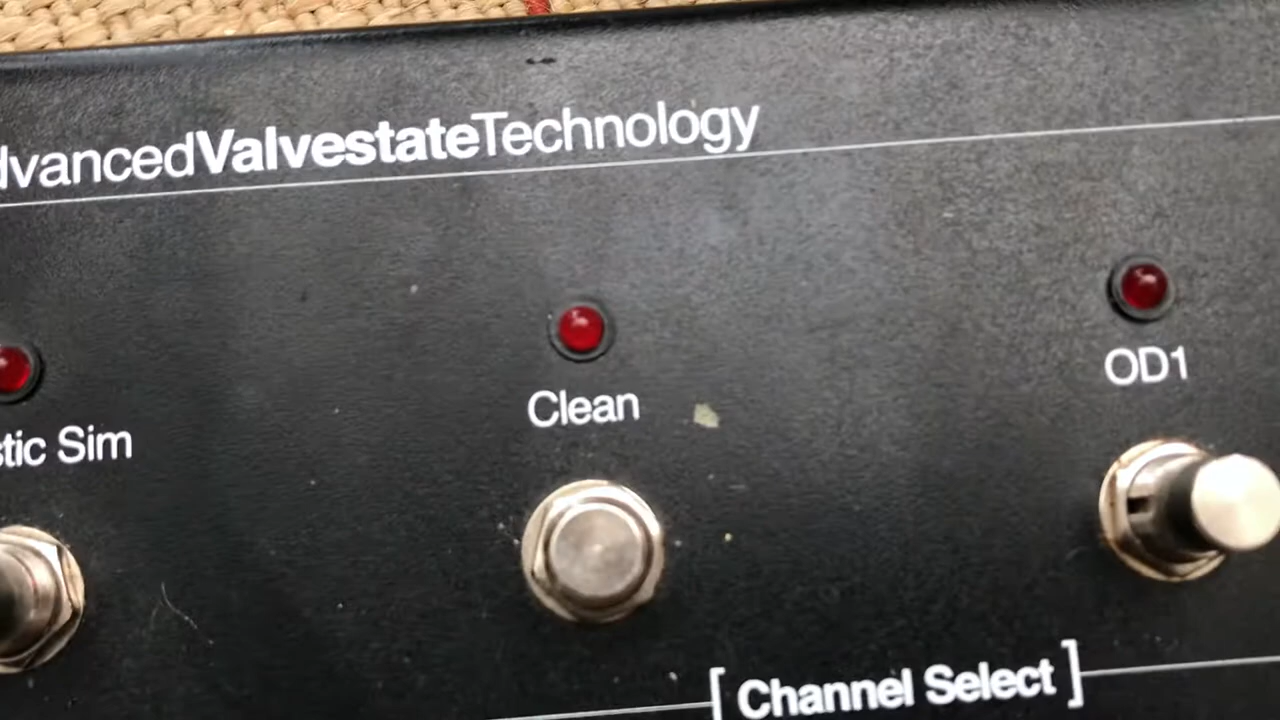 dvancedValvestateTechnology
Clean
OD1
stic Sim
[ Channel Select ]